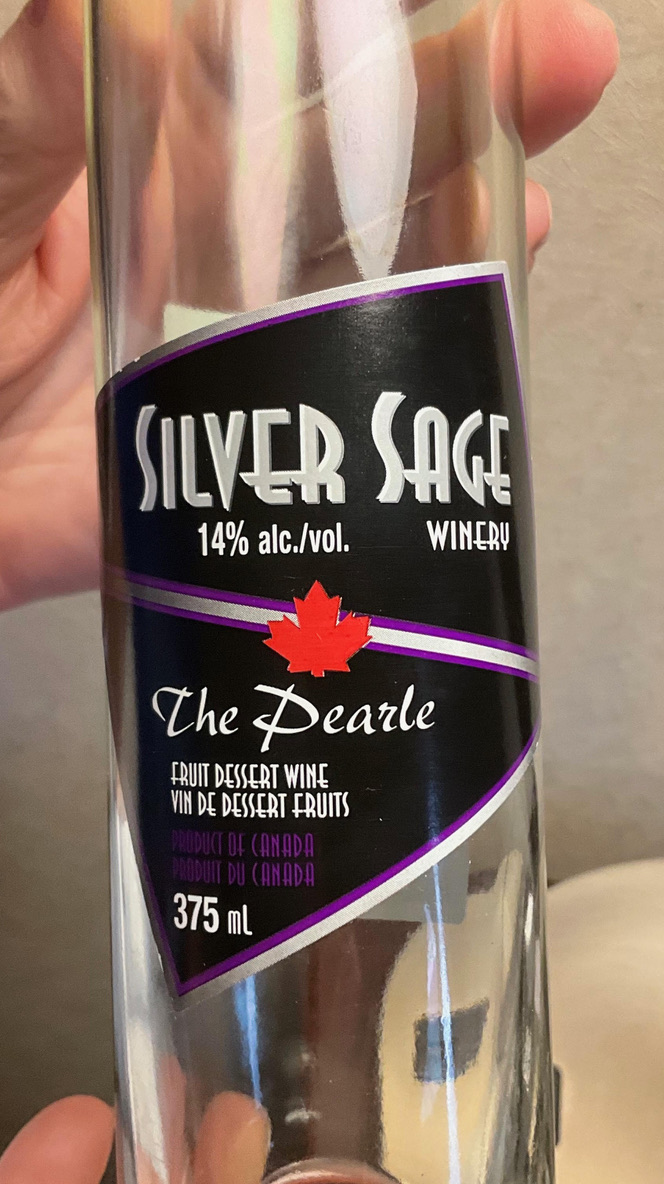 SILVER SAGE
14% alc./vol. WINERY
The Pearle
FRUIT DESSERT WINE
VIN DE DESSERT FRUITS
PRODUCT OF CANADA
PRODUIT DU CANADA
375 mL